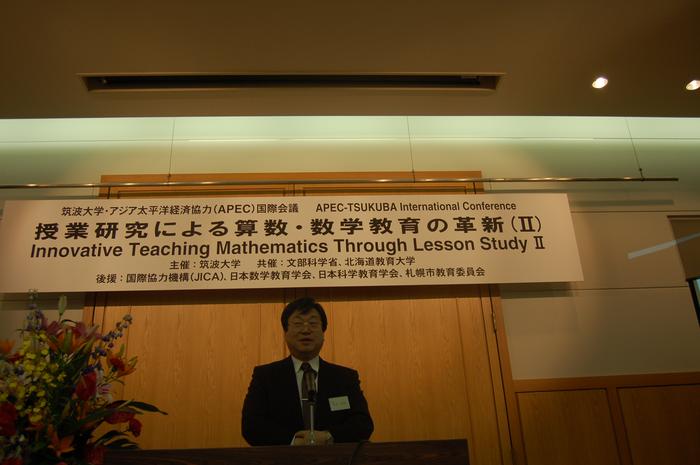 筑波大学・アジア太平洋経済協力(APEC)国際会議 APEC-TSUKUBA International Conference
授業研究による算数・数学教育の革新(Ⅱ)
Innovative Teaching Mathematics Through Lesson Study Ⅱ
主催：筑波大学 共催：文部科学省、北海道教育大学
後援：国際協力機構(JICA)、日本数学教育学会、日本科学教育学会、札幌市教育委員会